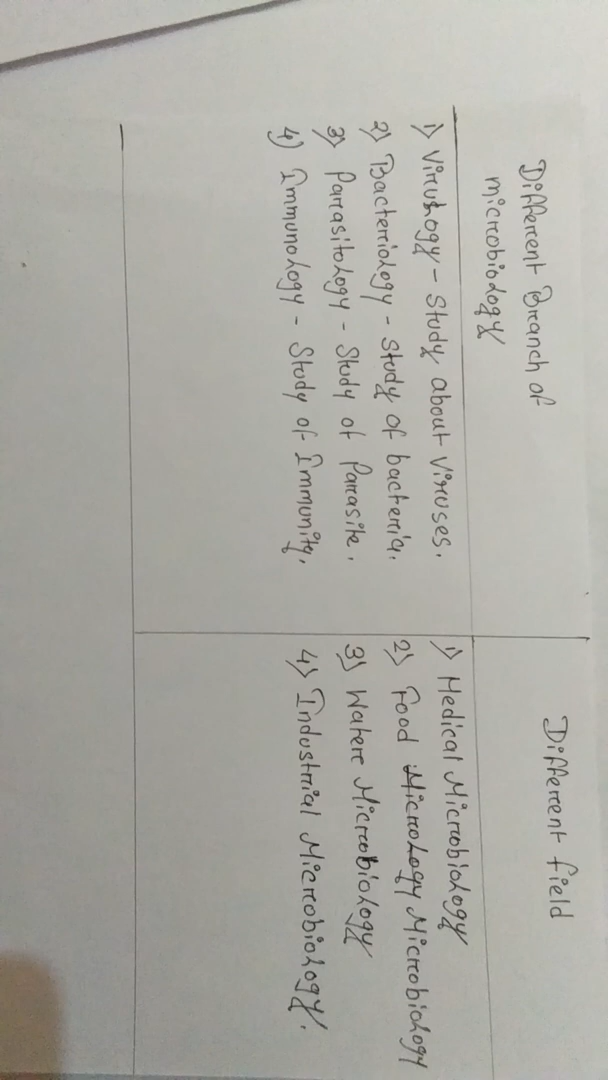 Different Branch of
microbiology
1) Virulogy - Study about Viruses.
2) Bacteriology - Study of bacteria.
3) Parasitology - Study of Parasite.
4) Immunology - Study of Immunity.
Different field
1) Medical Microbiology
2) Food Micrology Microbiology
3) Water Microbiology
4) Industrial Microbiology.